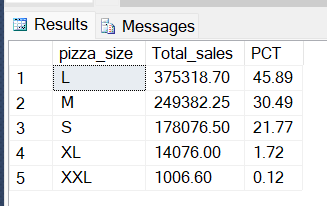 Results Messages
pizza_size Total_sales PCT
1 L 375318.70 45.89
2 M 249382.25 30.49
3 S 178076.50 21.77
4 XL 14076.00 1.72
5 XXL 1006.60 0.12